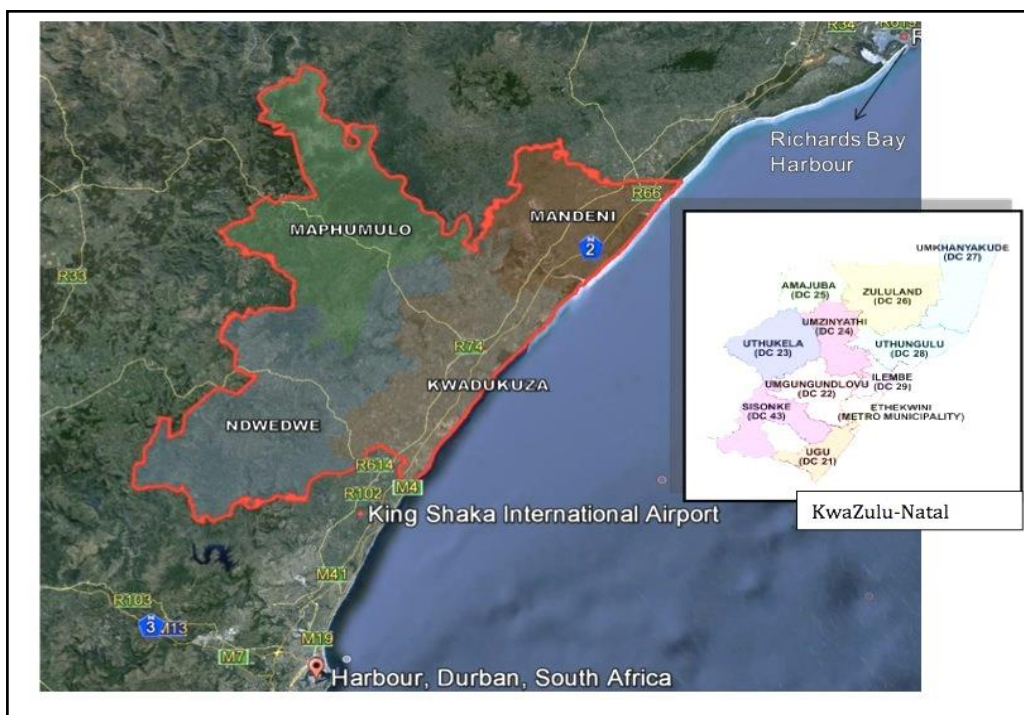 R34
R619
Richards Bay
Harbour
R66
MANDENI
N
2
MAPHUMULO
R33
R74
KWADUKUZA
NDWEDWE
R614
M4
R102
King Shaka International Airport
M41
R103
3
M13
M19
M7
Harbour, Durban, South Africa
UMKHANYAKUDE
(DC 27)
AMAJUBA
(DC 25)
ZULULAND
(DC 26)
UMZINYATHI
(DC 24)
UTHUKELA
(DC 23)
UTHUNGULU
(DC 28)
UMGUNGUNDLOVU
(DC 22)
ILEMBE
(DC 29)
SISONKE
(DC 43)
ETHEKWINI
(METRO MUNICIPALITY)
UGU
(DC 21)
KwaZulu-Natal